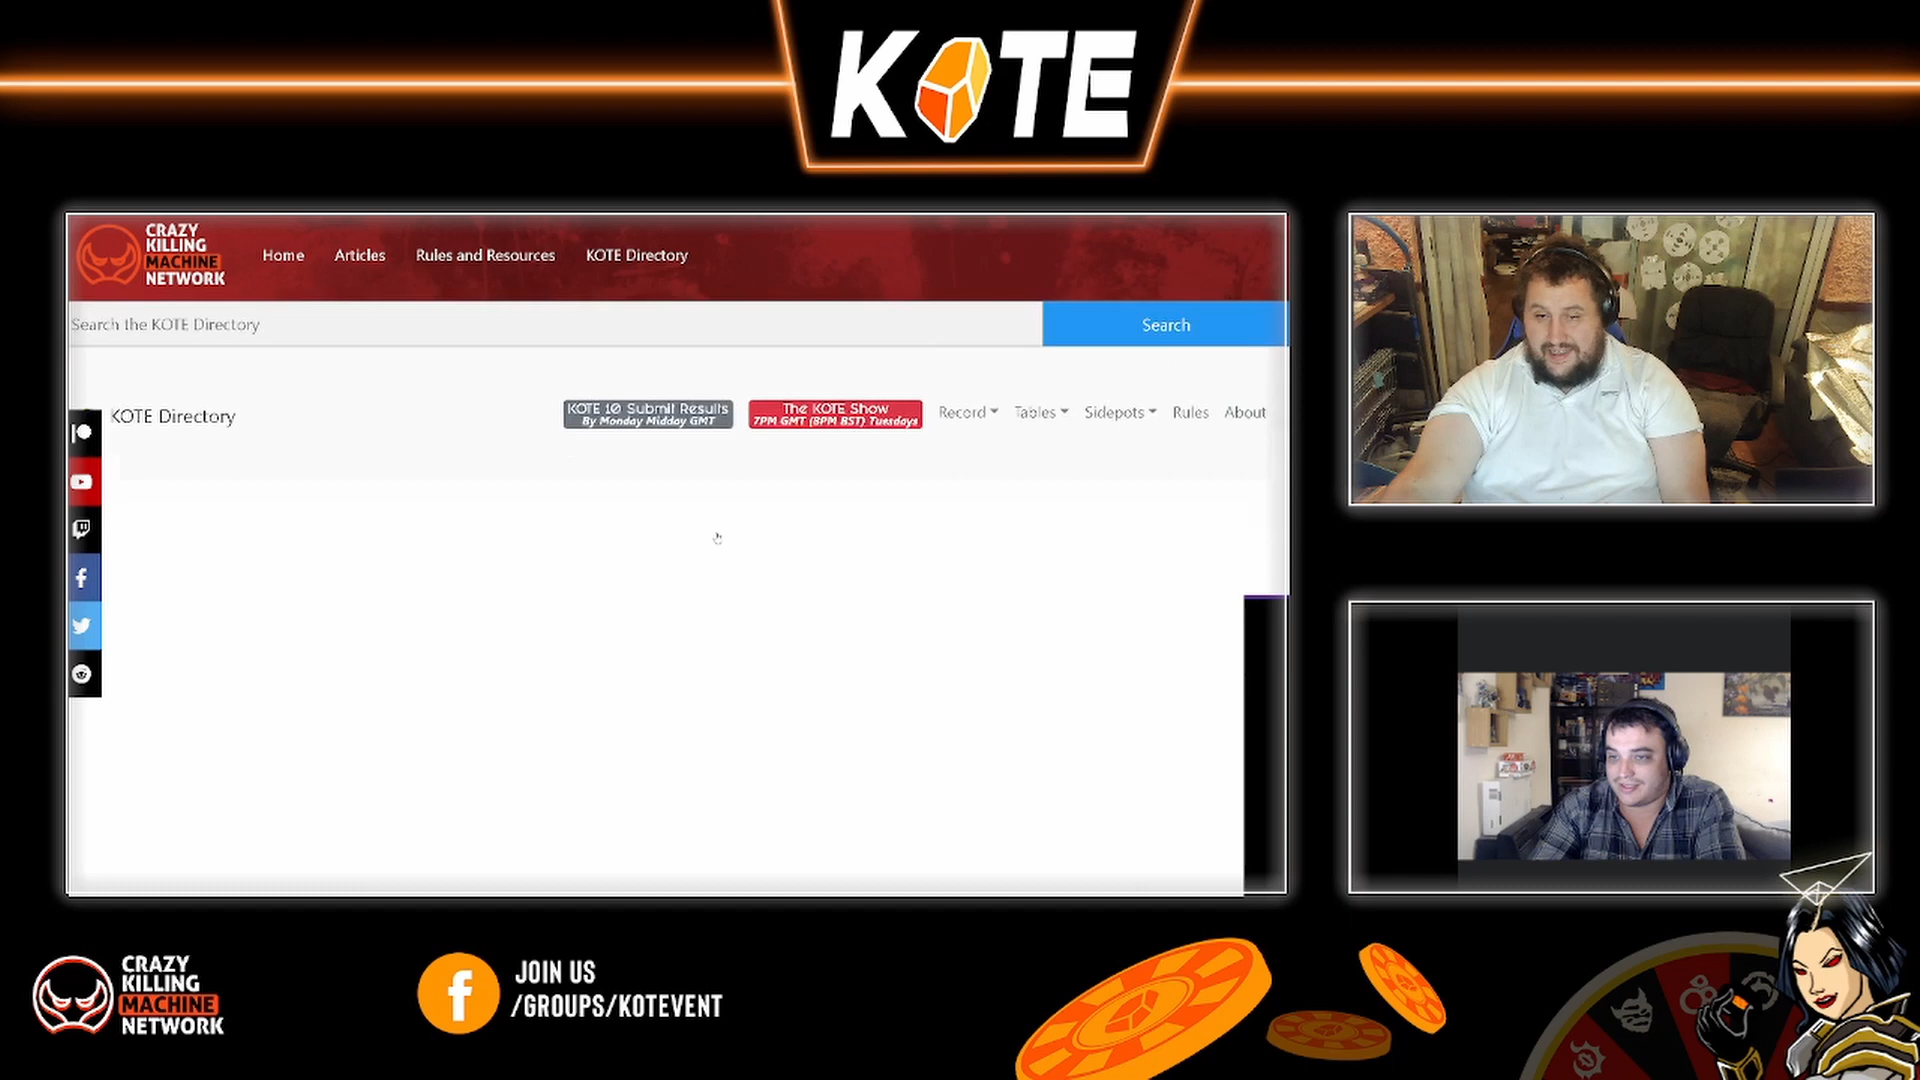 KOTE
CRAZY
KILLING
MACHINE
NETWORK
Home
Articles
Rules and Resources
KOTE Directory
Search the KOTE Directory
Search
KOTE Directory
KOTE 10 Submit Results
By Monday Midday GMT
The KOTE Show
7PM GMT (8PM BST) Tuesdays
Record
Tables
Sidepots
Rules
About
CRAZY
KILLING
MACHINE
NETWORK
JOIN US
/GROUPS/KOTEVENT